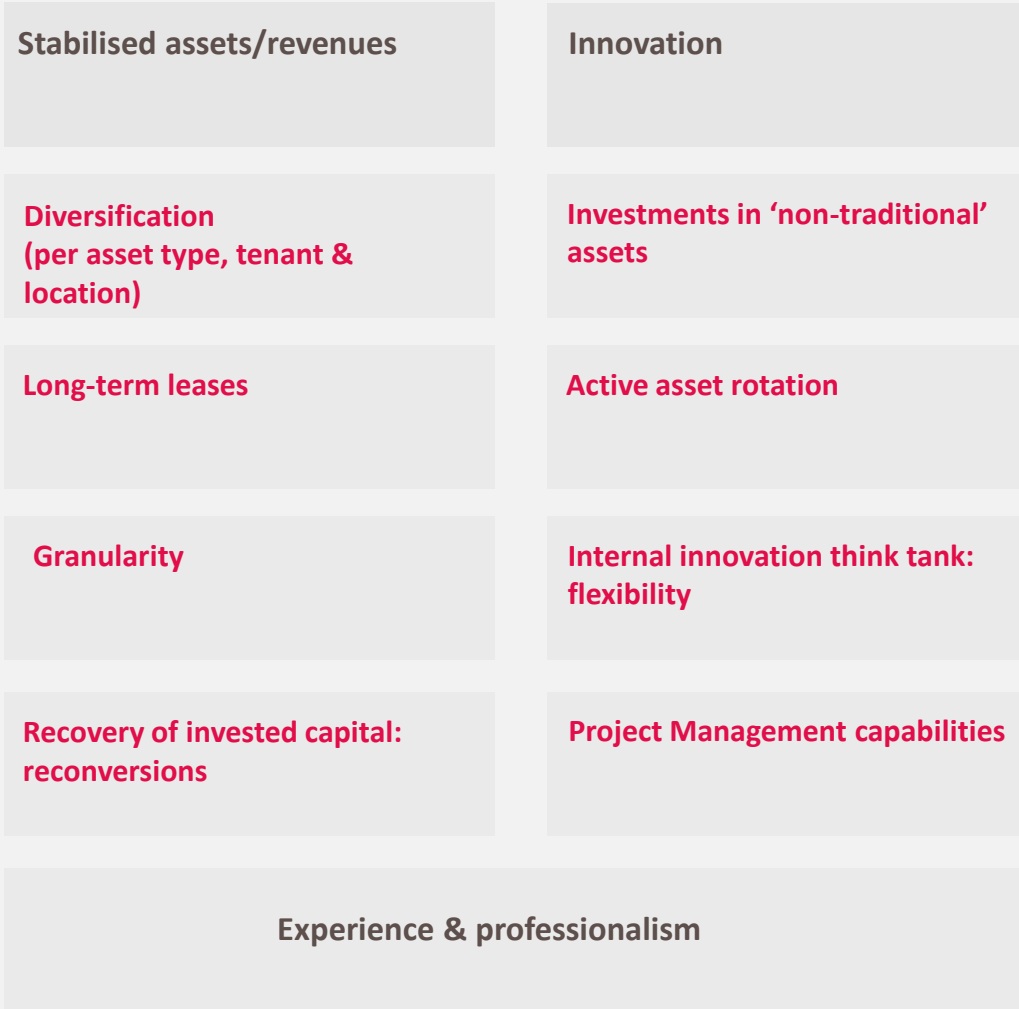 Stabilised assets/revenues
Innovation
Diversification
(per asset type, tenant &
location)
Investments in ‘non-traditional’
assets
Long-term leases
Active asset rotation
Granularity
Internal innovation think tank:
flexibility
Recovery of invested capital:
reconversions
Project Management capabilities
Experience & professionalism